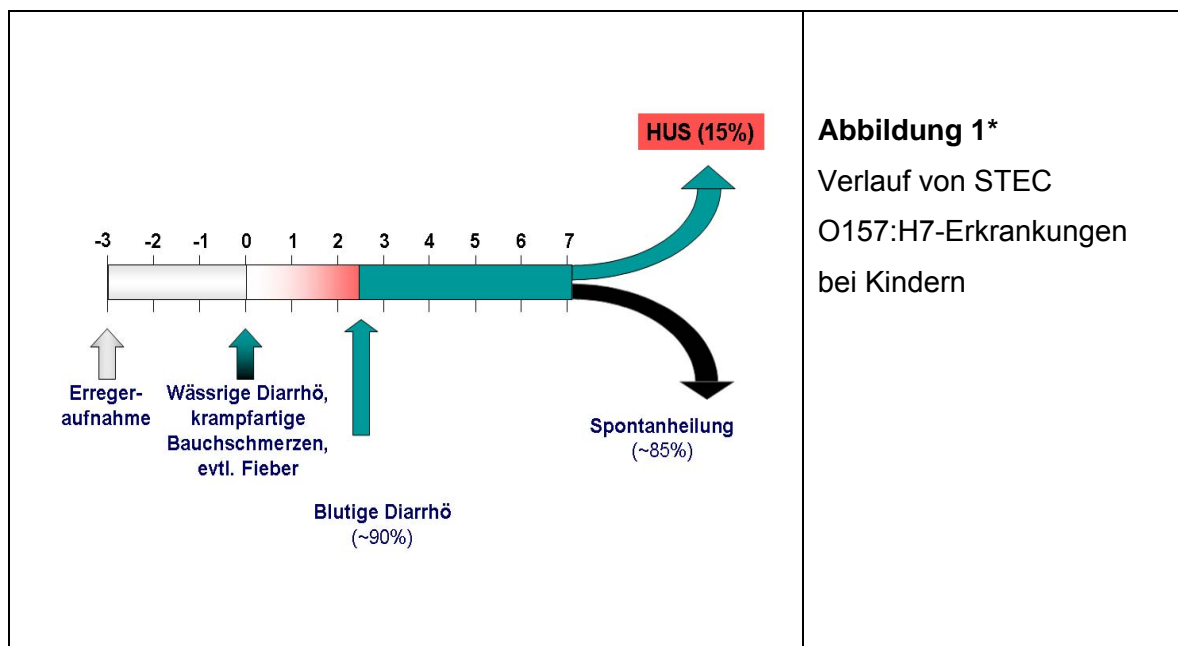 HUS (15%)
-3 -2 -1 0 1 2 3 4 5 6 7
Erreger-
aufnahme
Wässrige Diarrhö,
krampfartige
Bauchschmerzen,
evtl. Fieber
Blutige Diarrhö
(~90%)
Spontanheilung
(~85%)
Abbildung 1*
Verlauf von STEC
O157:H7-Erkrankungen
bei Kindern